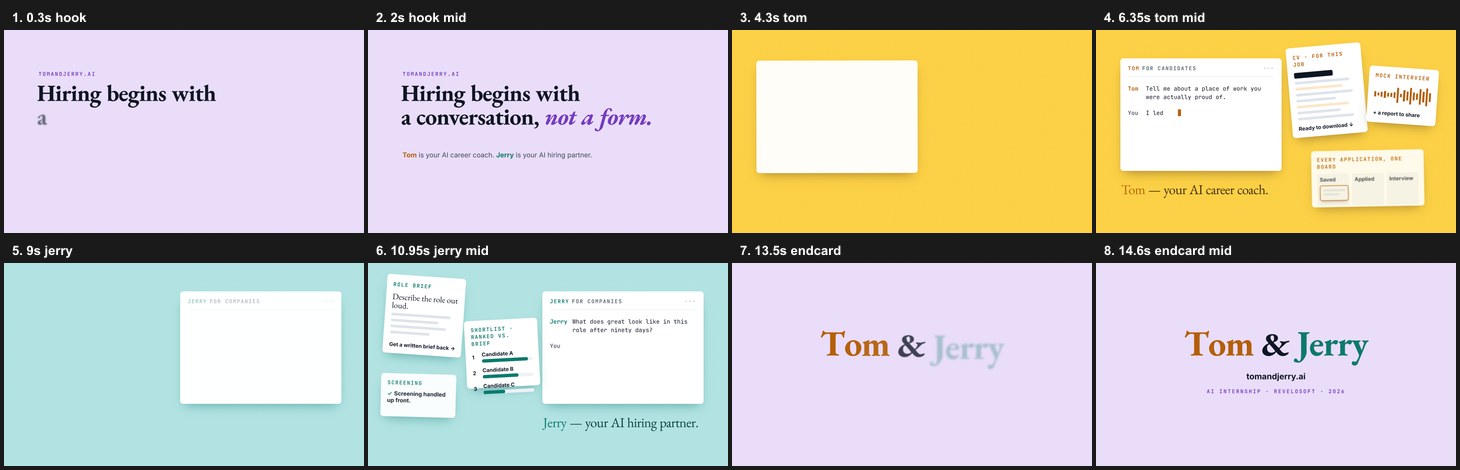 1. 0.3s hook
TOMANDJERRY.AI
Hiring begins with
a
2. 2s hook mid
TOMANDJERRY.AI
Hiring begins with
a conversation, not a form.
Tom is your AI career coach. Jerry is your AI hiring partner.
3. 4.3s tom
4. 6.35s tom mid
TOM FOR CANDIDATES
Tom Tell me about a place of work you
were actually proud of.
You I led
CV · FOR THIS
JOB
Ready to download ↓
MOCK INTERVIEW
+ a report to share
EVERY APPLICATION, ONE
BOARD
Saved Applied Interview
Tom — your AI career coach.
5. 9s jerry
JERRY FOR COMPANIES
6. 10.95s jerry mid
ROLE BRIEF
Describe the role out
loud.
Get a written brief back →
SHORTLIST ·
RANKED VS.
BRIEF
1 Candidate A
2 Candidate B
3 Candidate C
SCREENING
✓ Screening handled
up front.
JERRY FOR COMPANIES
Jerry What does great look like in this
role after ninety days?
You
Jerry — your AI hiring partner.
7. 13.5s endcard
Tom & Jerry
8. 14.6s endcard mid
Tom & Jerry
tomandjerry.ai
AI INTERNSHIP · REVELOSOFT · 2026